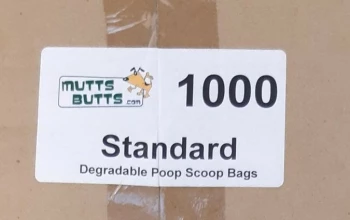 MUTTS
BUTTS.com
1000
Standard
Degradable Poop Scoop Bags